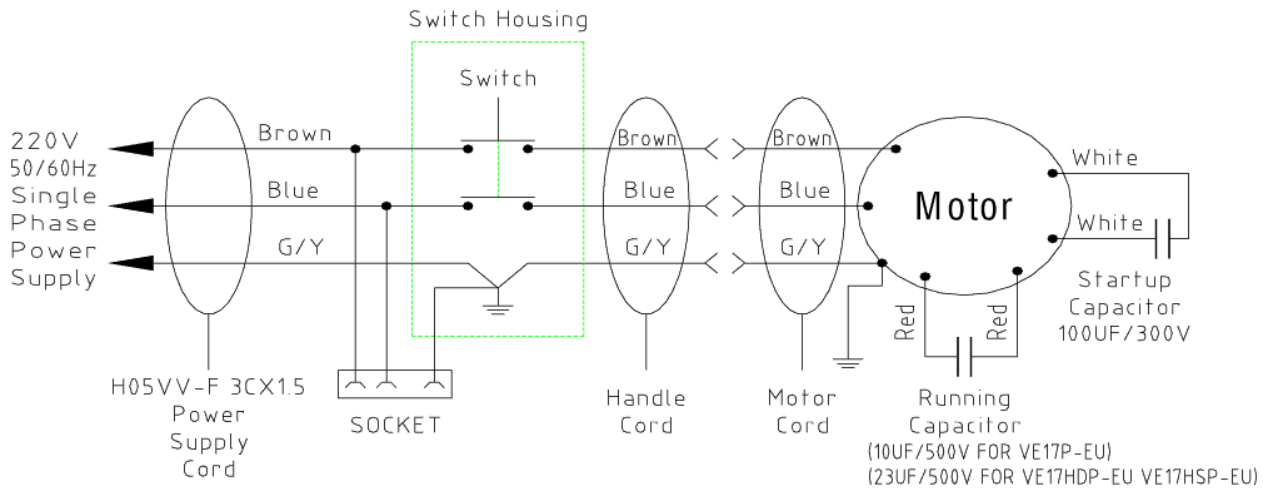 Switch Housing
Switch
220V
50/60Hz
Single
Phase
Power
Supply
Brown
Blue
G/Y
Brown
Blue
G/Y
Brown
Blue
G/Y
Motor
White
White
Startup
Capacitor
100UF/300V
Red
Red
H05VV-F 3CX1.5
Power
Supply
Cord
SOCKET
Handle
Cord
Motor
Cord
Running
Capacitor
(10UF/500V FOR VE17P-EU)
(23UF/500V FOR VE17HDP-EU VE17HSP-EU)